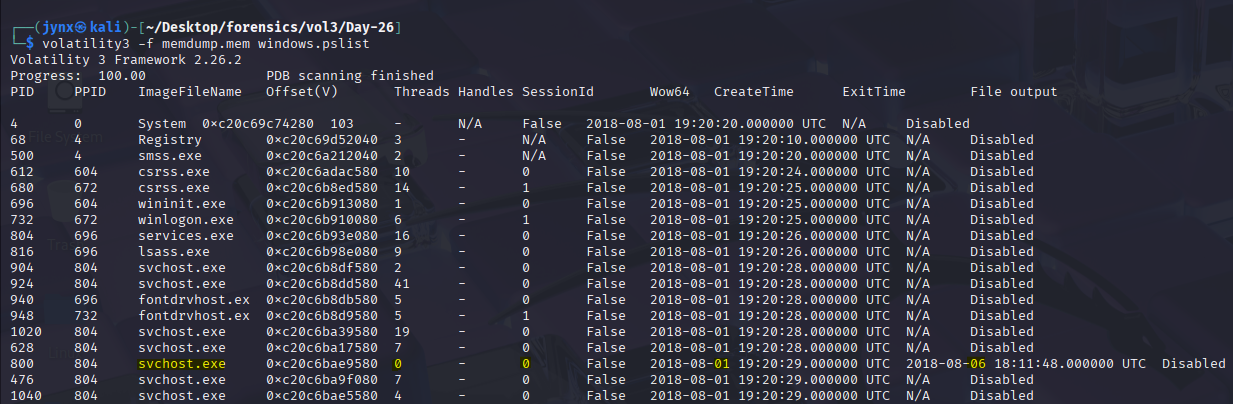 ┌──(jynx㉿kali)-[~/Desktop/forensics/vol3/Day-26]
└─$ volatility3 -f memdump.mem windows.pslist
Volatility 3 Framework 2.26.2
Progress:  100.00               PDB scanning finished
PID     PPID    ImageFileName   Offset(V)       Threads Handles SessionId       Wow64   CreateTime      ExitTime        File output
4       0       System  0xc20c69c74280  103     -       N/A     False   2018-08-01 19:20:20.000000 UTC  N/A     Disabled
68      4       Registry        0xc20c69d52040  3       -       N/A     False   2018-08-01 19:20:10.000000 UTC  N/A     Disabled
500     4       smss.exe        0xc20c6a212040  2       -       N/A     False   2018-08-01 19:20:20.000000 UTC  N/A     Disabled
612     604     csrss.exe       0xc20c6adac580  10      -       0       False   2018-08-01 19:20:24.000000 UTC  N/A     Disabled
680     672     csrss.exe       0xc20c6b8ed580  14      -       1       False   2018-08-01 19:20:25.000000 UTC  N/A     Disabled
696     604     wininit.exe     0xc20c6b913080  1       -       0       False   2018-08-01 19:20:25.000000 UTC  N/A     Disabled
732     672     winlogon.exe    0xc20c6b910080  6       -       1       False   2018-08-01 19:20:25.000000 UTC  N/A     Disabled
804     696     services.exe    0xc20c6b93e080  16      -       0       False   2018-08-01 19:20:26.000000 UTC  N/A     Disabled
816     696     lsass.exe       0xc20c6b98e080  9       -       0       False   2018-08-01 19:20:26.000000 UTC  N/A     Disabled
904     804     svchost.exe     0xc20c6b8df580  2       -       0       False   2018-08-01 19:20:28.000000 UTC  N/A     Disabled
924     804     svchost.exe     0xc20c6b8dd580  41      -       0       False   2018-08-01 19:20:28.000000 UTC  N/A     Disabled
940     696     fontdrvhost.ex  0xc20c6b8db580  5       -       0       False   2018-08-01 19:20:28.000000 UTC  N/A     Disabled
948     732     fontdrvhost.ex  0xc20c6b8d9580  5       -       1       False   2018-08-01 19:20:28.000000 UTC  N/A     Disabled
1020    804     svchost.exe     0xc20c6ba39580  19      -       0       False   2018-08-01 19:20:28.000000 UTC  N/A     Disabled
628     804     svchost.exe     0xc20c6ba17580  7       -       0       False   2018-08-01 19:20:28.000000 UTC  N/A     Disabled
800     804     svchost.exe     0xc20c6bae9580  0       -       0       False   2018-08-01 19:20:29.000000 UTC  2018-08-06 18:11:48.000000 UTC  Disabled
476     804     svchost.exe     0xc20c6ba9f080  7       -       0       False   2018-08-01 19:20:29.000000 UTC  N/A     Disabled
1040    804     svchost.exe     0xc20c6bae5580  4       -       0       False   2018-08-01 19:20:29.000000 UTC  N/A     Disabled
File System